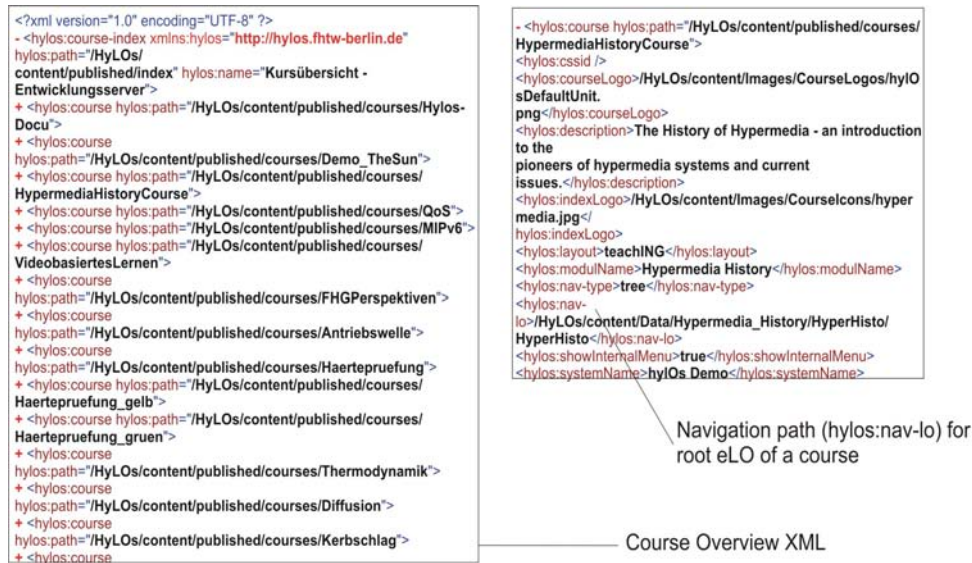 <?xml version="1.0" encoding="UTF-8" ?>
- <hylos:course-index xmlns:hylos="http://hylos.fhtw-berlin.de"
hylos:path="/HyLOs/
content/published/index" hylos:name="Kursübersicht -
Entwicklungsserver">
+ <hylos:course hylos:path="/HyLOs/content/published/courses/Hylos-
Docu">
+ <hylos:course
hylos:path="/HyLOs/content/published/courses/Demo_TheSun">
+ <hylos:course hylos:path="/HyLOs/content/published/courses/
HypermediaHistoryCourse">
+ <hylos:course hylos:path="/HyLOs/content/published/courses/QoS">
+ <hylos:course hylos:path="/HyLOs/content/published/courses/MIPv6">
+ <hylos:course hylos:path="/HyLOs/content/published/courses/
VideobasiertesLernen">
+ <hylos:course
hylos:path="/HyLOs/content/published/courses/FHGPerspektiven">
+ <hylos:course
hylos:path="/HyLOs/content/published/courses/Antriebswelle">
+ <hylos:course
hylos:path="/HyLOs/content/published/courses/Haertepruefung">
+ <hylos:course hylos:path="/HyLOs/content/published/courses/
Haertepruefung_gelb">
+ <hylos:course hylos:path="/HyLOs/content/published/courses/
Haertepruefung_gruen">
+ <hylos:course
hylos:path="/HyLOs/content/published/courses/Thermodynamik">
+ <hylos:course
hylos:path="/HyLOs/content/published/courses/Diffusion">
+ <hylos:course
hylos:path="/HyLOs/content/published/courses/Kerbschlag">
+ <hylos:course
- <hylos:course hylos:path="/HyLOs/content/published/courses/
HypermediaHistoryCourse">
<hylos:cssid />
<hylos:courseLogo>/HyLOs/content/Images/CourseLogos/hylO
sDefaultUnit.
png</hylos:courseLogo>
<hylos:description>The History of Hypermedia - an introduction
to the
pioneers of hypermedia systems and current
issues.</hylos:description>
<hylos:indexLogo>/HyLOs/content/Images/CourseIcons/hyper
media.jpg</
hylos:indexLogo>
<hylos:layout>teachING</hylos:layout>
<hylos:modulName>Hypermedia History</hylos:modulName>
<hylos:nav-type>tree</hylos:nav-type>
<hylos:nav-
lo>/HyLOs/content/Data/Hypermedia_History/HyperHisto/
HyperHisto</hylos:nav-lo>
<hylos:showInternalMenu>true</hylos:showInternalMenu>
<hylos:systemName>hylOs Demo</hylos:systemName>
Navigation path (hylos:nav-lo) for
root eLO of a course
Course Overview XML